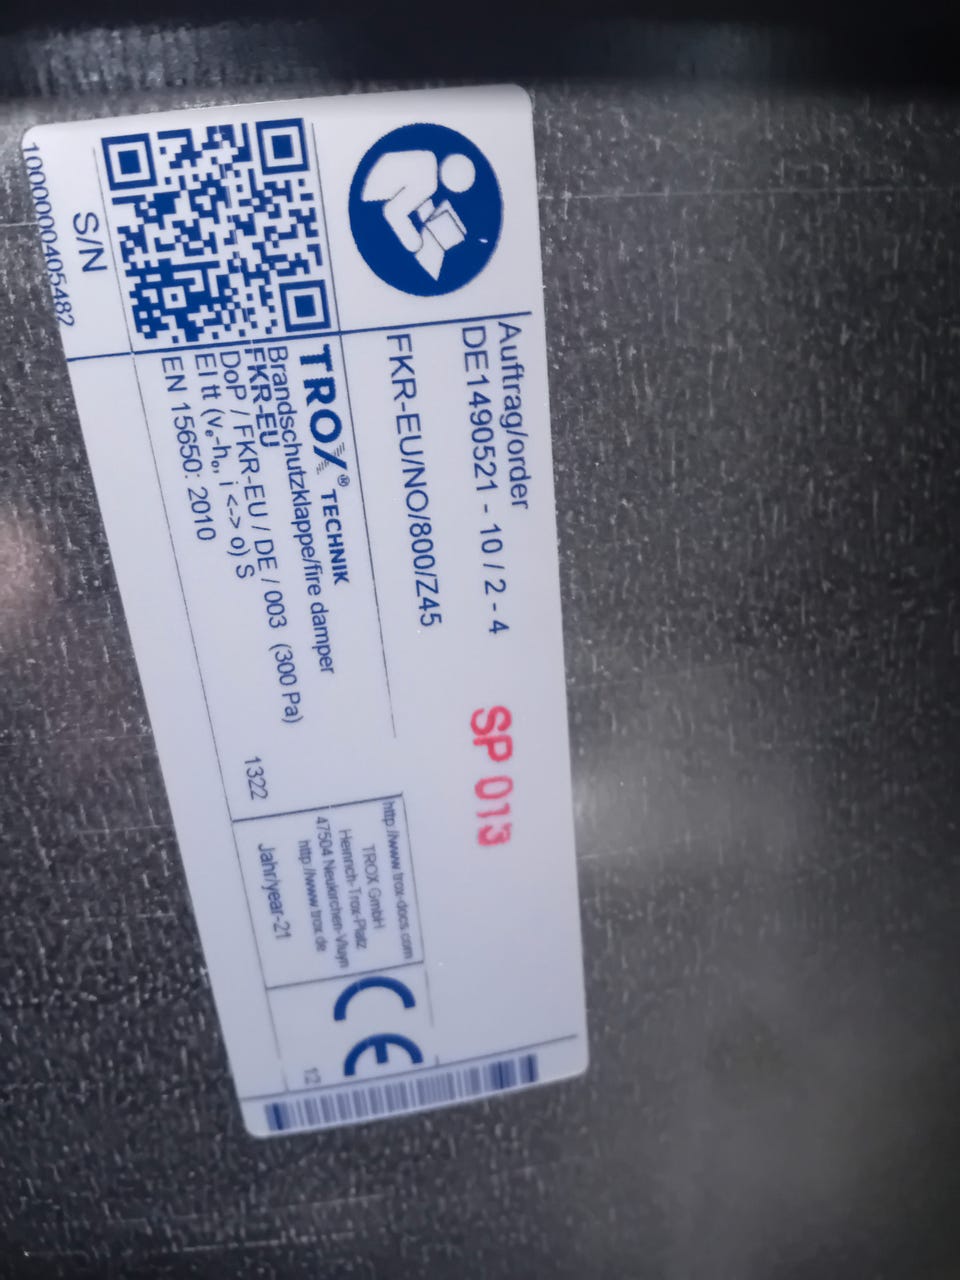 Auftrag/order
DE1490521 - 10 / 2 - 4
SP 013
FKR-EU/NO/800/Z45
TROX® TECHNIK
Brandschutzklappe/fire damper
FKR-EU
DoP / FKR-EU / DE / 003 (300 Pa)
EI tt (vₑ-hₒ, i <-> o) S
EN 15650: 2010
1322
http://www.trox-docs.com
TROX GmbH
Heinrich-Trox-Platz
47504 Neukirchen-Vluyn
http://www.trox.de
Jahr/year-21
CE
12
S/N
1000000405482